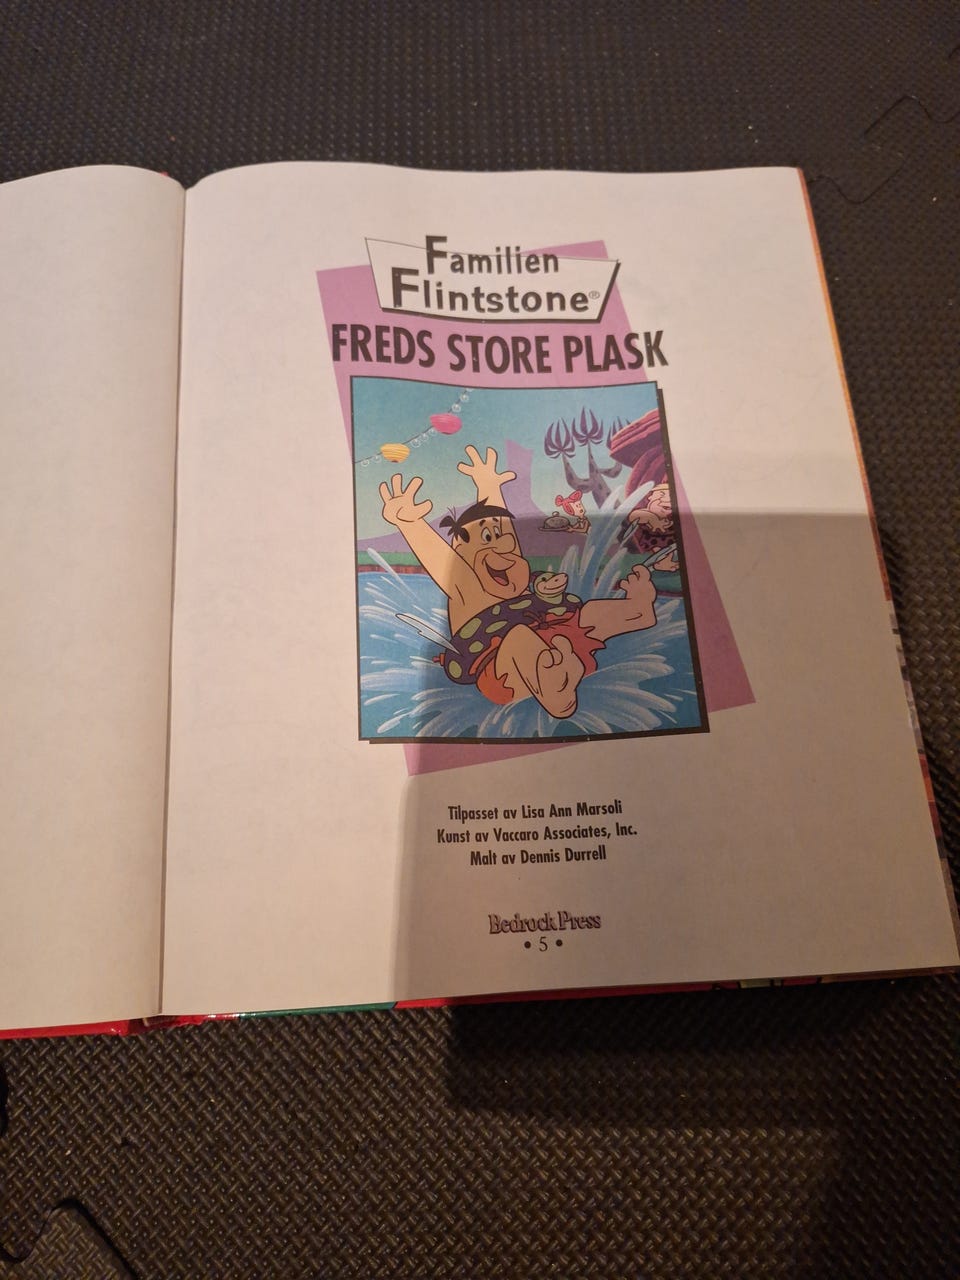 Familien
Flintstone®
FREDS STORE PLASK
Tilpasset av Lisa Ann Marsoli
Kunst av Vaccaro Associates, Inc.
Malt av Dennis Durrell
Bedrock Press
• 5 •